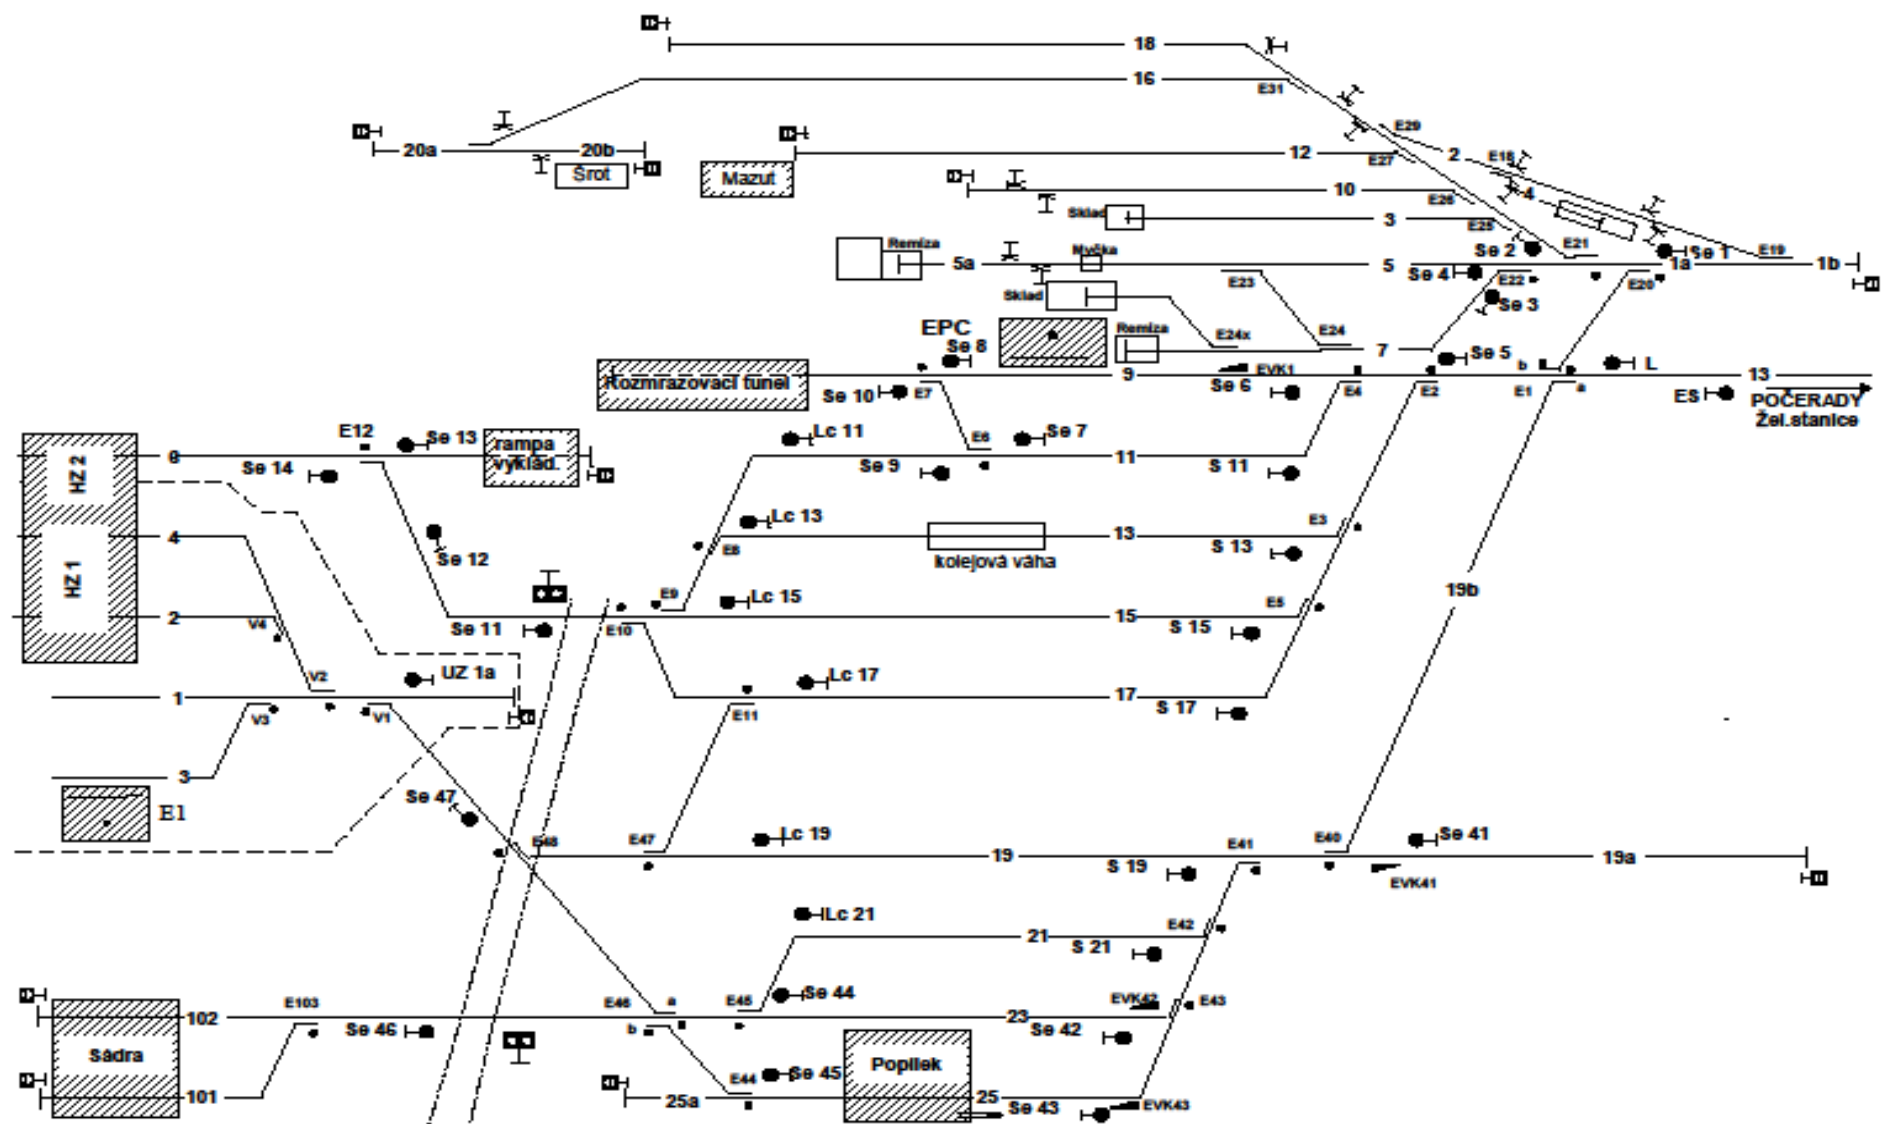 18
16
E31
20a
20b
Šrot
Mazut
12
E27
E29
2
E18
4
10
E26
Sklad
3
E25
Se 2
E21
Se 1
E19
Remiza
5a
Myčka
5
Se 4
E22
1a
1b
E20
E23
Se 3
Sklad
EPC
Remiza
E24x
E24
7
Se 5
Se 8
b
L
Rozmrazovací tunel
9
EVK1
13
Se 10
E7
Se 6
E4
E2
E1
a
ES
POČERADY
Žel.stanice
E12
Se 13
rampa
vyklád.
Lc 11
E6
Se 7
HZ 2
6
Se 14
Se 9
11
S 11
Lc 13
4
Se 12
E8
13
E3
kolejová váha
S 13
HZ 1
E9
Lc 15
19b
2
V4
Se 11
E10
15
E5
S 15
V2
UZ 1a
Lc 17
1
17
V3
V1
E11
S 17
3
Se 47
E1
E48
E47
Lc 19
19
S 19
E41
E40
Se 41
19a
EVK41
Lc 21
21
E42
S 21
E103
E46
a
E45
Se 44
EVK42
E43
102
Se 46
b
23
Se 42
Sádra
Popílek
E44
Se 45
101
25a
25
Se 43
EVK43